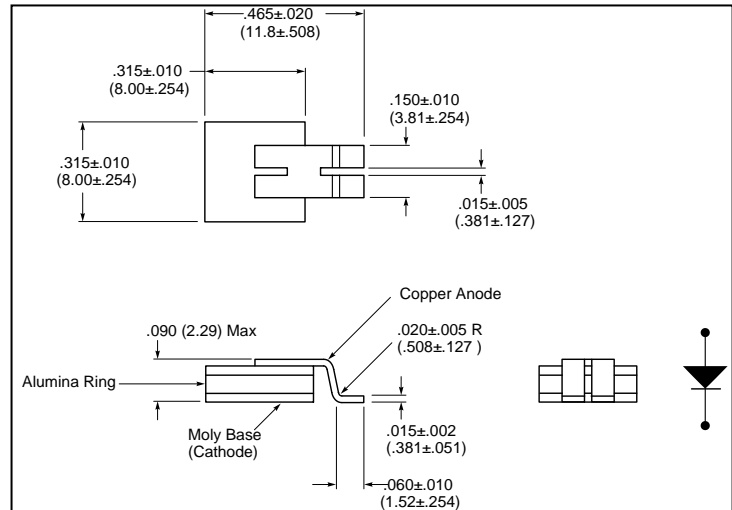 .465±.020
(11.8±.508)
.315±.010
(8.00±.254)
.150±.010
(3.81±.254)
.315±.010
(8.00±.254)
.015±.005
(.381±.127)
Copper Anode
.090 (2.29) Max
.020±.005 R
(.508±.127 )
Alumina Ring
Moly Base
(Cathode)
.015±.002
(.381±.051)
.060±.010
(1.52±.254)